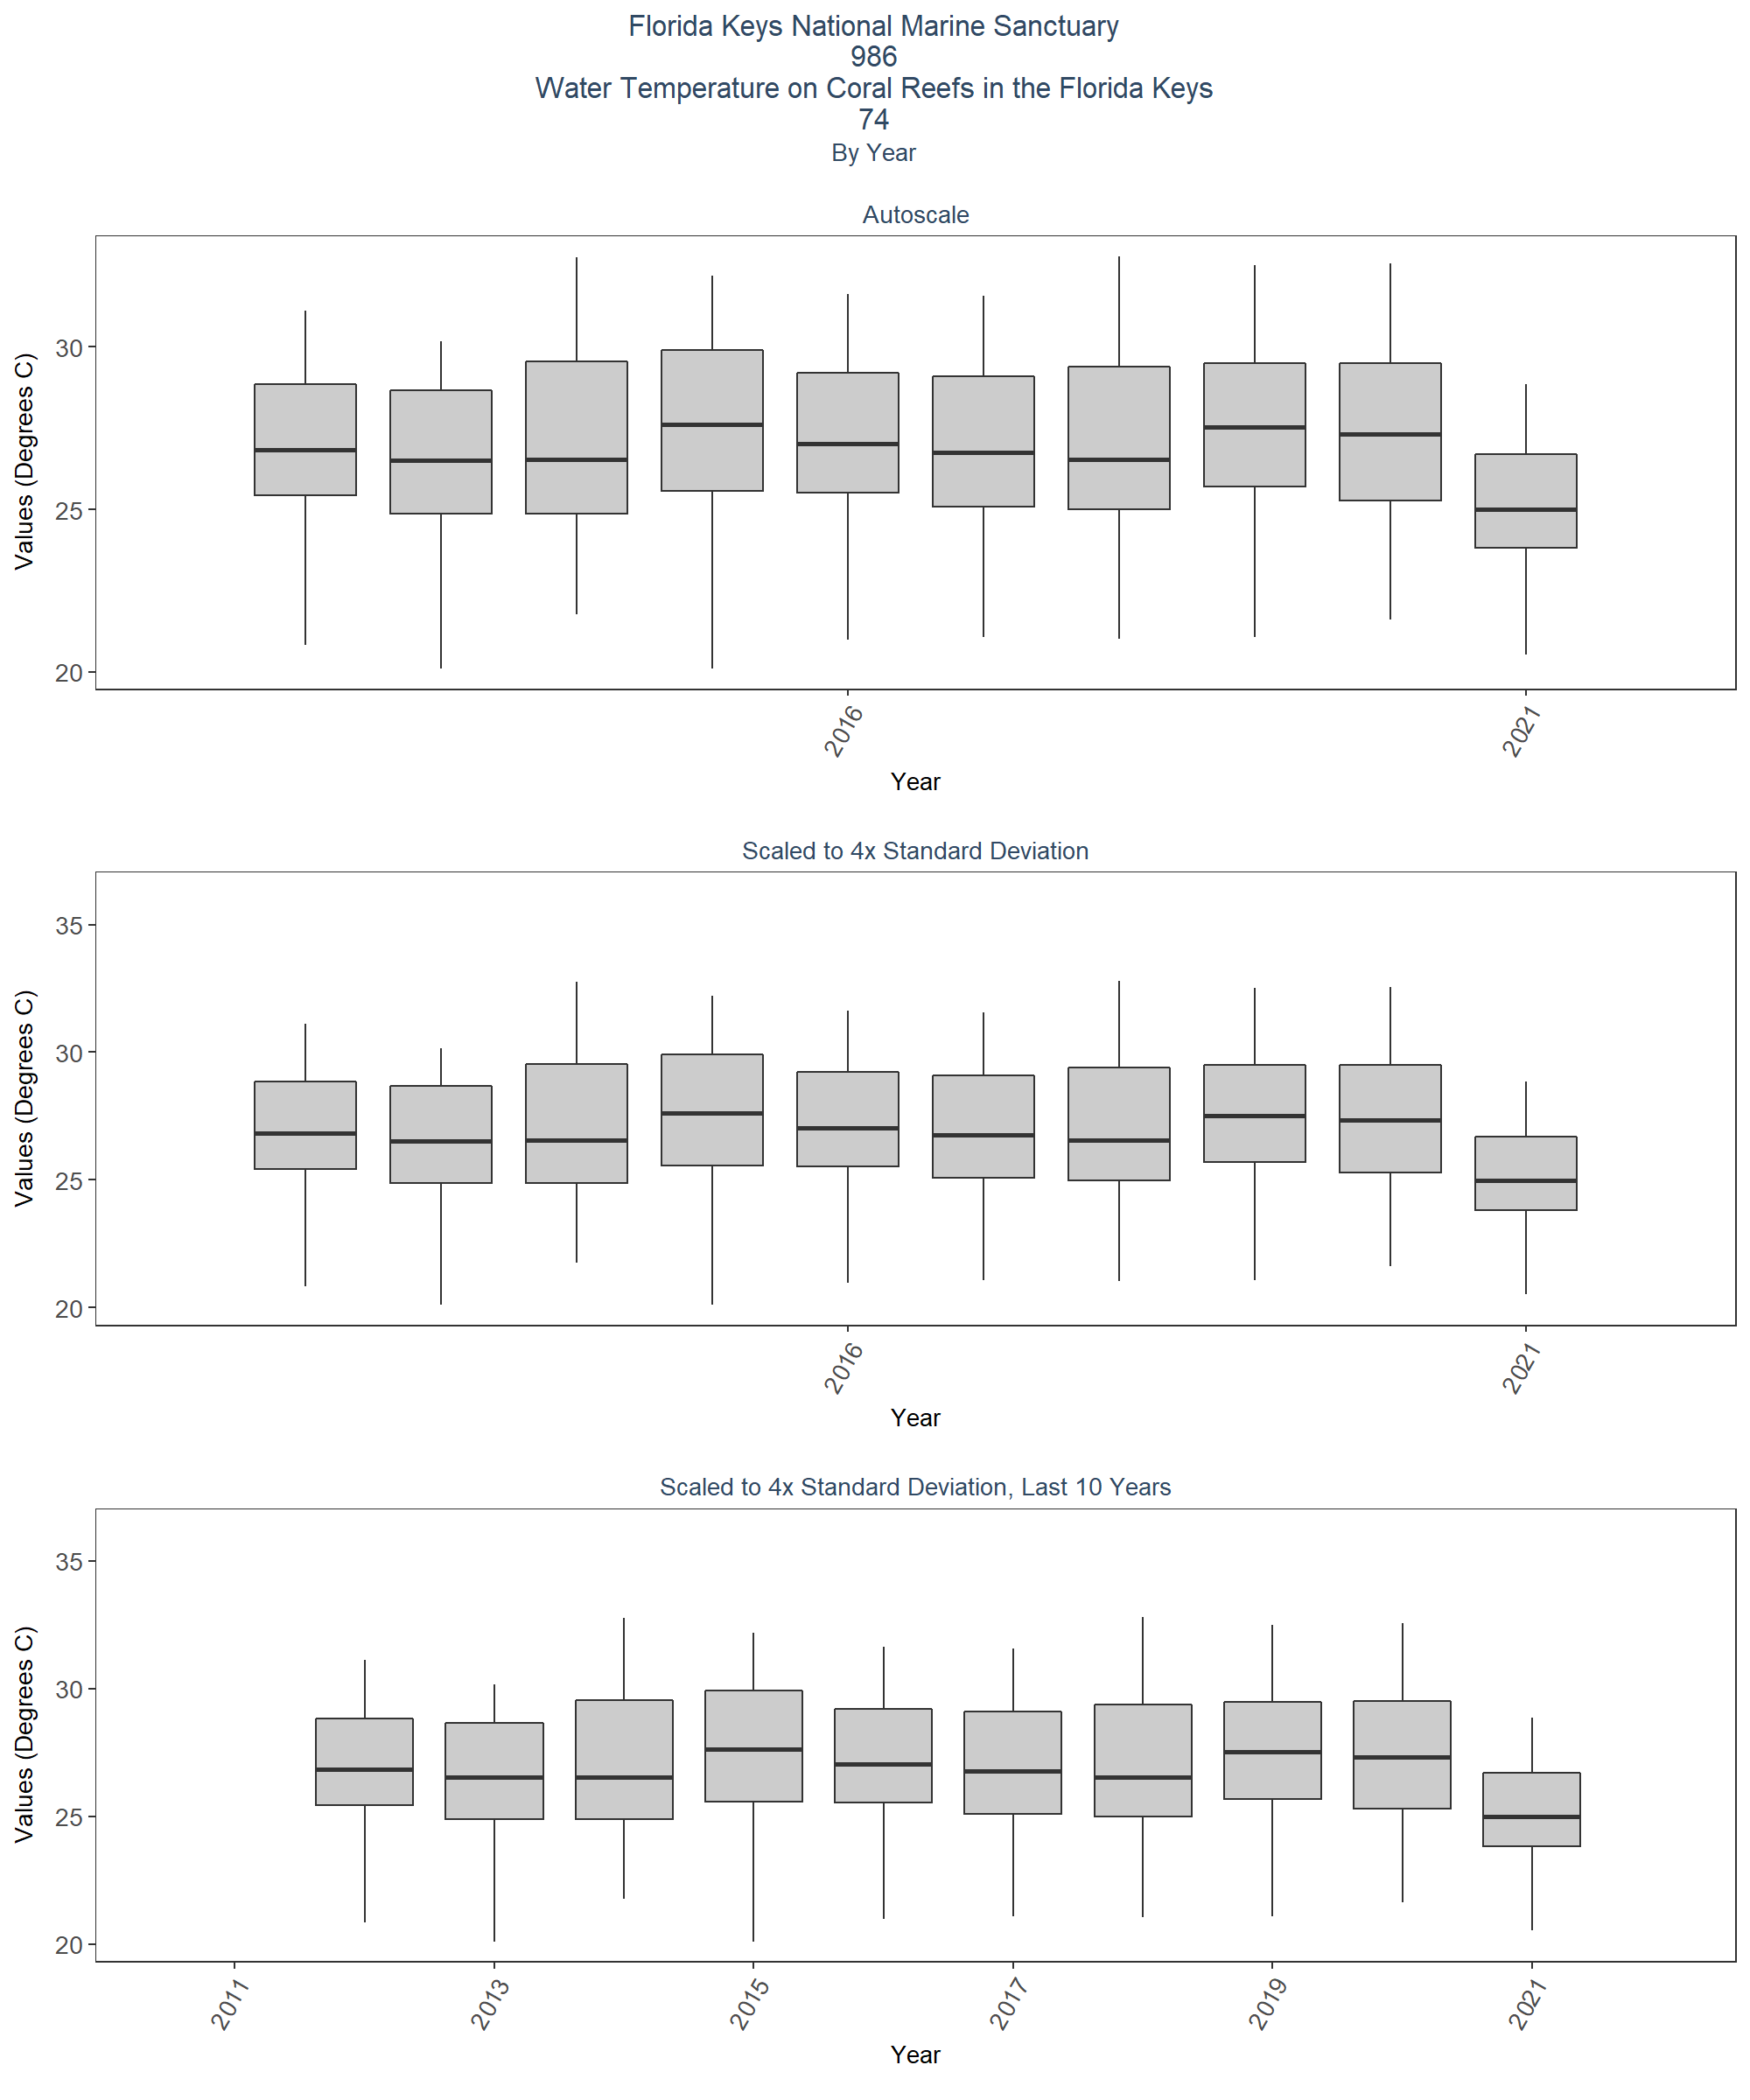 Florida Keys National Marine Sanctuary
986
Water Temperature on Coral Reefs in the Florida Keys
74
By Year
Autoscale
Values (Degrees C)
30
25
20
2016
2021
Year
Scaled to 4x Standard Deviation
Values (Degrees C)
35
30
25
20
2016
2021
Year
Scaled to 4x Standard Deviation, Last 10 Years
Values (Degrees C)
35
30
25
20
2011
2013
2015
2017
2019
2021
Year